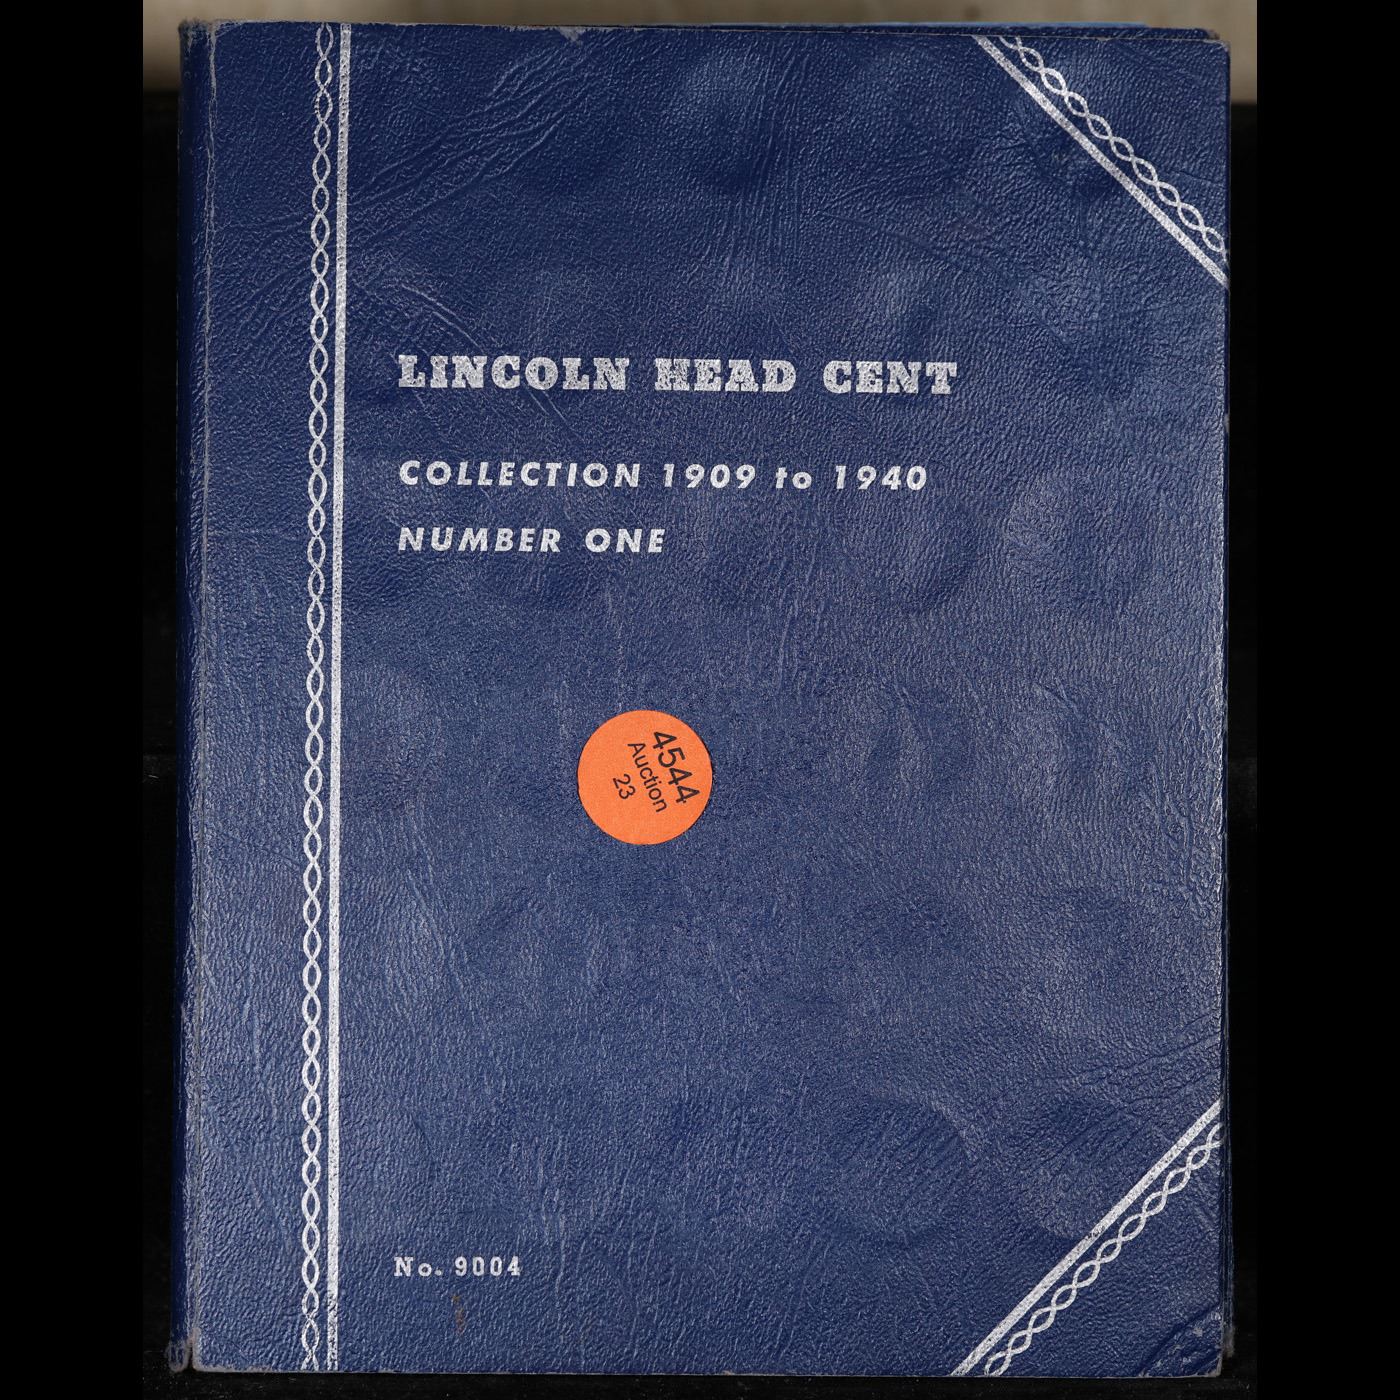 LINCOLN HEAD CENT
COLLECTION 1909 to 1940
NUMBER ONE
4544
Auction
23
No. 9004